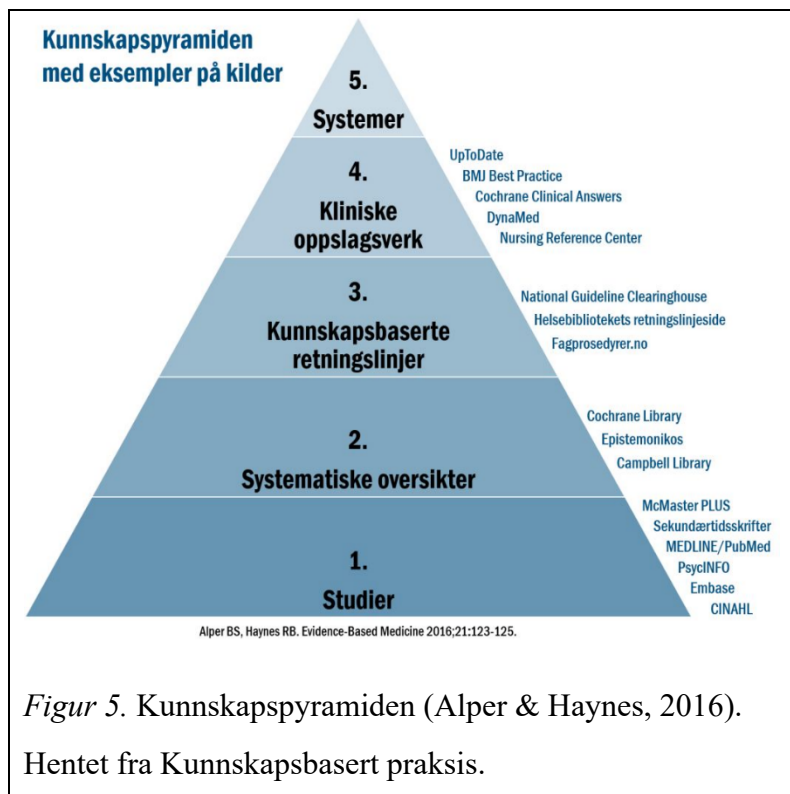 Kunnskapspyramiden
med eksempler på kilder
5.
Systemer
4.
Kliniske
oppslagsverk
UpToDate
BMJ Best Practice
Cochrane Clinical Answers
DynaMed
Nursing Reference Center
3.
Kunnskapsbaserte
retningslinjer
National Guideline Clearinghouse
Helsebibliotekets retningslinjeside
Fagprosedyrer.no
2.
Systematiske oversikter
Cochrane Library
Epistemonikos
Campbell Library
1.
Studier
McMaster PLUS
Sekundærtidsskrifter
MEDLINE/PubMed
PsycINFO
Embase
CINAHL
Alper BS, Haynes RB. Evidence-Based Medicine 2016;21:123-125.
Figur 5. Kunnskapspyramiden (Alper & Haynes, 2016).
Hentet fra Kunnskapsbasert praksis.